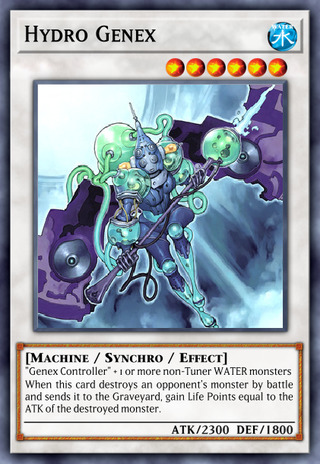 Hydro Genex
WATER
水
[Machine / Synchro / Effect]
"Genex Controller" + 1 or more non-Tuner WATER monsters
When this card destroys an opponent's monster by battle
and sends it to the Graveyard, gain Life Points equal to the
ATK of the destroyed monster.
ATK/2300 DEF/1800